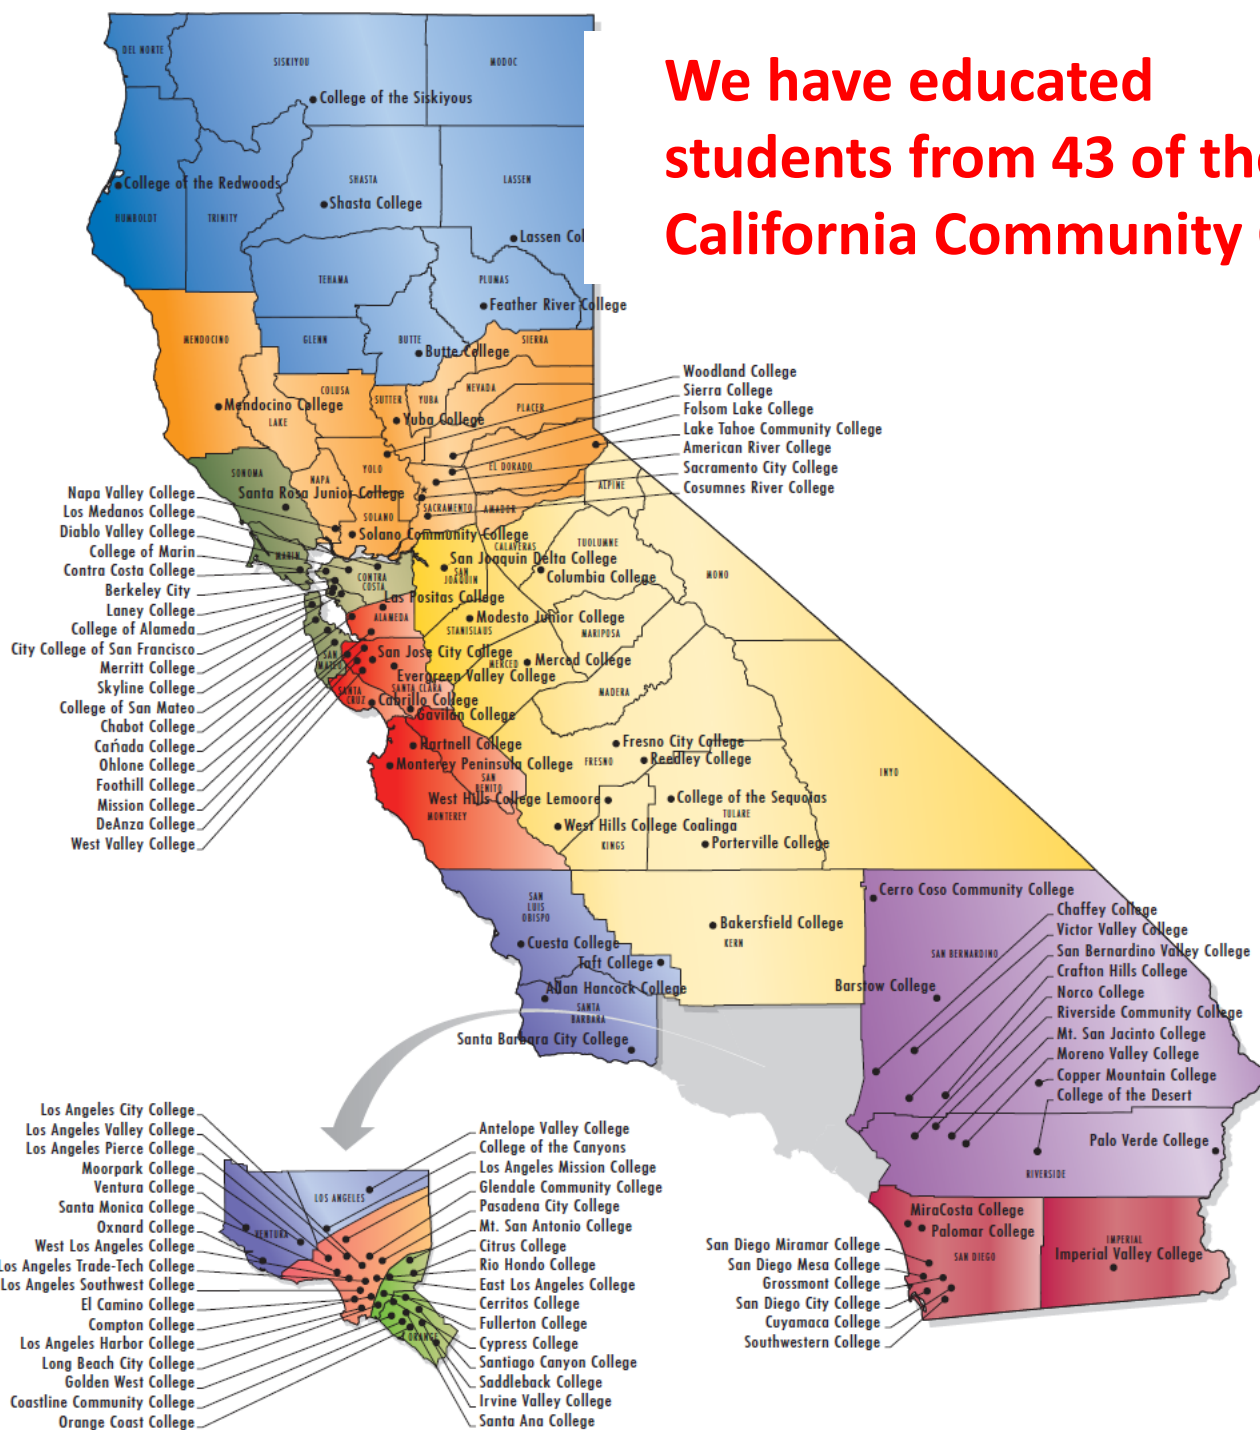 We have educated
students from 43 of the
California Community
DEL NORTE
SISKIYOU
MODOC
College of the Siskiyous
College of the Redwoods
SHASTA
LASSEN
Shasta College
HUMBOLDT
TRINITY
Lassen Col
TEHAMA
PLUMAS
Feather River College
MENDOCINO
GLENN
BUTTE
SIERRA
Butte College
Woodland College
Sierra College
Folsom Lake College
Lake Tahoe Community College
American River College
Sacramento City College
Cosumnes River College
COLUSA
SUTTER
YUBA
NEVADA
PLACER
Mendocino College
LAKE
Yuba College
SONOMA
NAPA
YOLO
EL DORADO
ALPINE
Santa Rosa Junior College
SOLANO
SACRAMENTO
AMADOR
Solano Community College
Napa Valley College
Los Medanos College
Diablo Valley College
College of Marin
Contra Costa College
Berkeley City
Laney College
College of Alameda
City College of San Francisco
Merritt College
Skyline College
College of San Mateo
Chabot College
Cańada College
Ohlone College
Foothill College
Mission College
DeAnza College
West Valley College
MARIN
CONTRA
COSTA
CALAVERAS
TUOLUMNE
MONO
San Joaquin Delta College
SAN
JOAQUIN
Columbia College
Las Positas College
ALAMEDA
Modesto Junior College
STANISLAUS
MARIPOSA
SAN
MATEO
San Jose City College
MERCED
Merced College
Evergreen Valley College
SANTA CLARA
SANTA
CRUZ
Cabrillo College
MADERA
Gavilan College
Hartnell College
Fresno City College
Monterey Peninsula College
FRESNO
Reedley College
INYO
SAN
BENITO
West Hills College Lemoore
College of the Sequoias
MONTEREY
TULARE
West Hills College Coalinga
KINGS
Porterville College
SAN
LUIS
OBISPO
Cuesta College
Bakersfield College
KERN
Taft College
Allan Hancock College
SANTA
BARBARA
Santa Barbara City College
Cerro Coso Community College
Chaffey College
Victor Valley College
San Bernardino Valley College
SAN BERNARDINO
Crafton Hills College
Barstow College
Norco College
Riverside Community College
Mt. San Jacinto College
Moreno Valley College
Copper Mountain College
College of the Desert
Palo Verde College
RIVERSIDE
MiraCosta College
Palomar College
SAN DIEGO
IMPERIAL
Imperial Valley College
San Diego Miramar College
San Diego Mesa College
Grossmont College
San Diego City College
Cuyamaca College
Southwestern College
Los Angeles City College
Los Angeles Valley College
Los Angeles Pierce College
Moorpark College
Ventura College
Santa Monica College
Oxnard College
West Los Angeles College
Los Angeles Trade-Tech College
Los Angeles Southwest College
El Camino College
Compton College
Los Angeles Harbor College
Long Beach City College
Golden West College
Coastline Community College
Orange Coast College
LOS ANGELES
VENTURA
ORANGE
Antelope Valley College
College of the Canyons
Los Angeles Mission College
Glendale Community College
Pasadena City College
Mt. San Antonio College
Citrus College
Rio Hondo College
East Los Angeles College
Cerritos College
Fullerton College
Cypress College
Santiago Canyon College
Saddleback College
Irvine Valley College
Santa Ana College